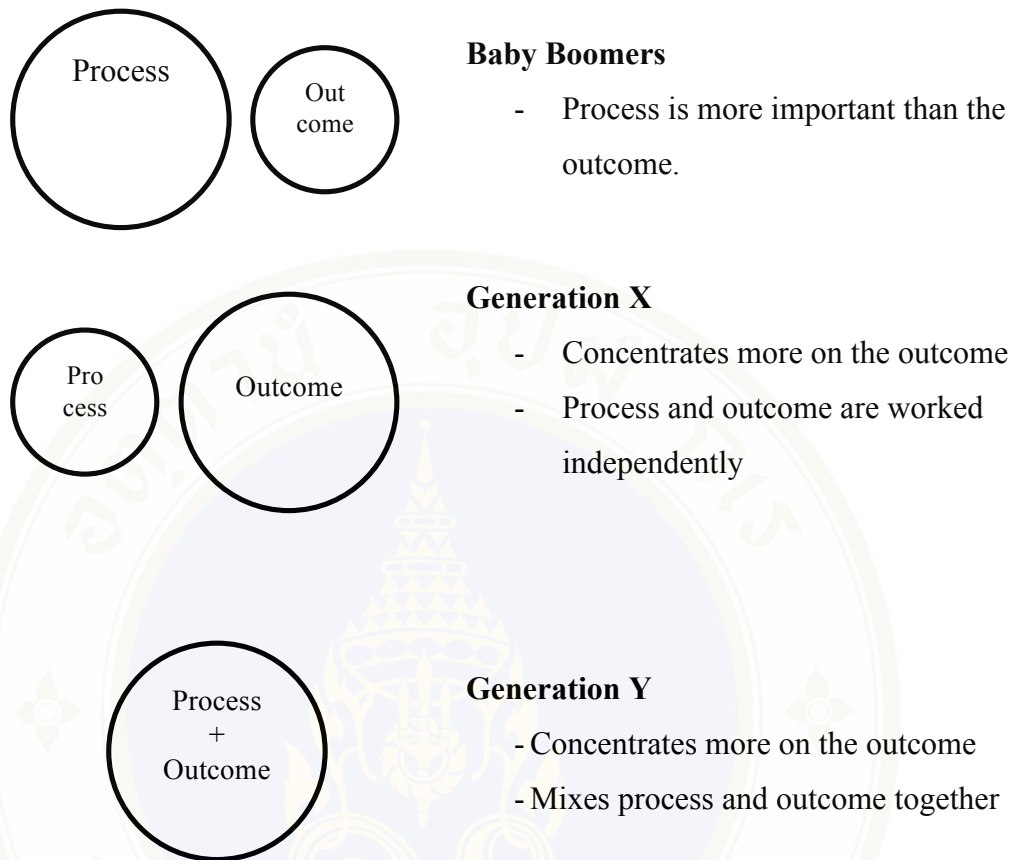 Process
Out
come
Baby Boomers
- Process is more important than the
outcome.
Pro
cess
Outcome
Generation X
- Concentrates more on the outcome
- Process and outcome are worked
independently
Process
+
Outcome
Generation Y
- Concentrates more on the outcome
- Mixes process and outcome together